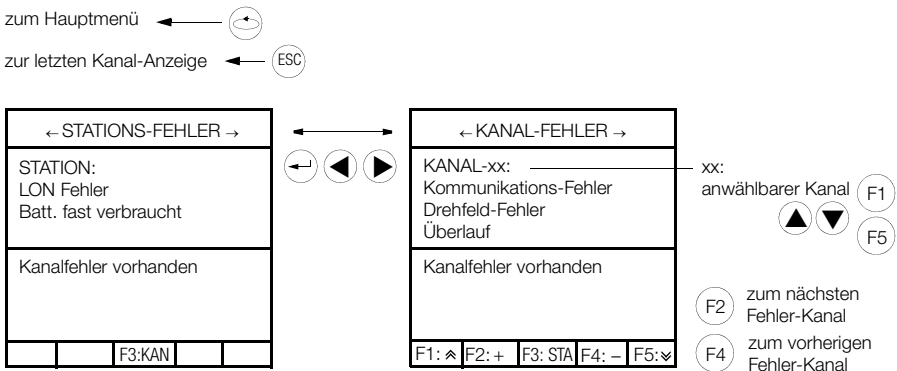 zum Hauptmenü
zur letzten Kanal-Anzeige ESC
← STATIONS-FEHLER →
STATION:
LON Fehler
Batt. fast verbraucht
Kanalfehler vorhanden
F3:KAN
← KANAL-FEHLER →
KANAL-xx:
Kommunikations-Fehler
Drehfeld-Fehler
Überlauf
Kanalfehler vorhanden
F1: F2: + F3: STA F4: – F5:
xx:
anwählbarer Kanal F1
F5
F2 zum nächsten
Fehler-Kanal
F4 zum vorherigen
Fehler-Kanal